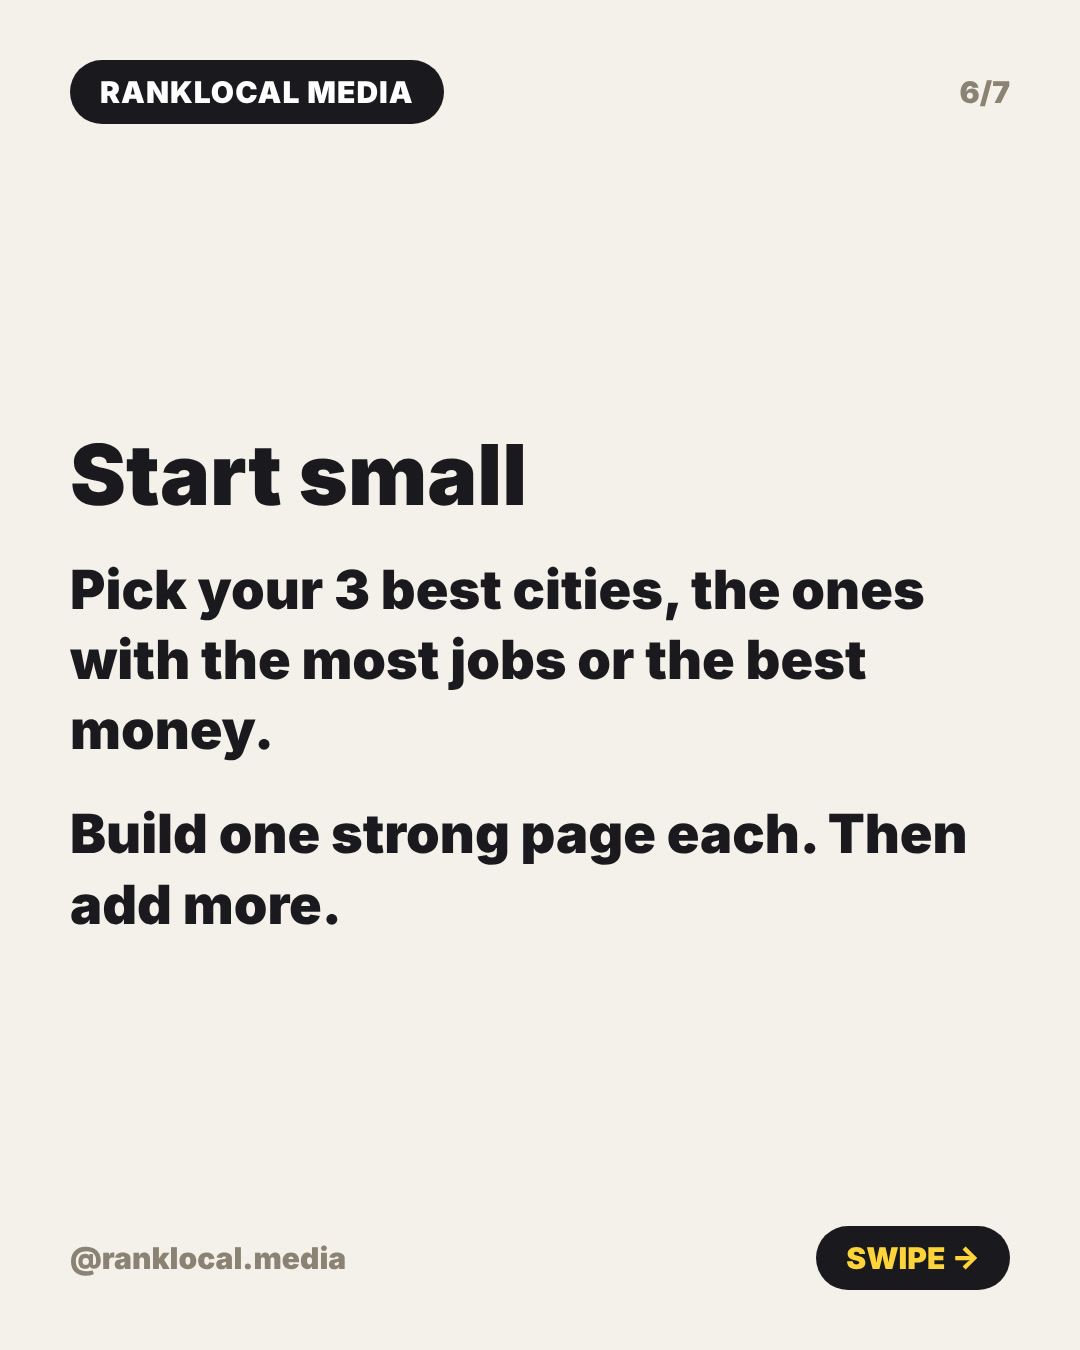 RANKLOCAL MEDIA
6/7
Start small
Pick your 3 best cities, the ones
with the most jobs or the best
money.
Build one strong page each. Then
add more.
@ranklocal.media
SWIPE →